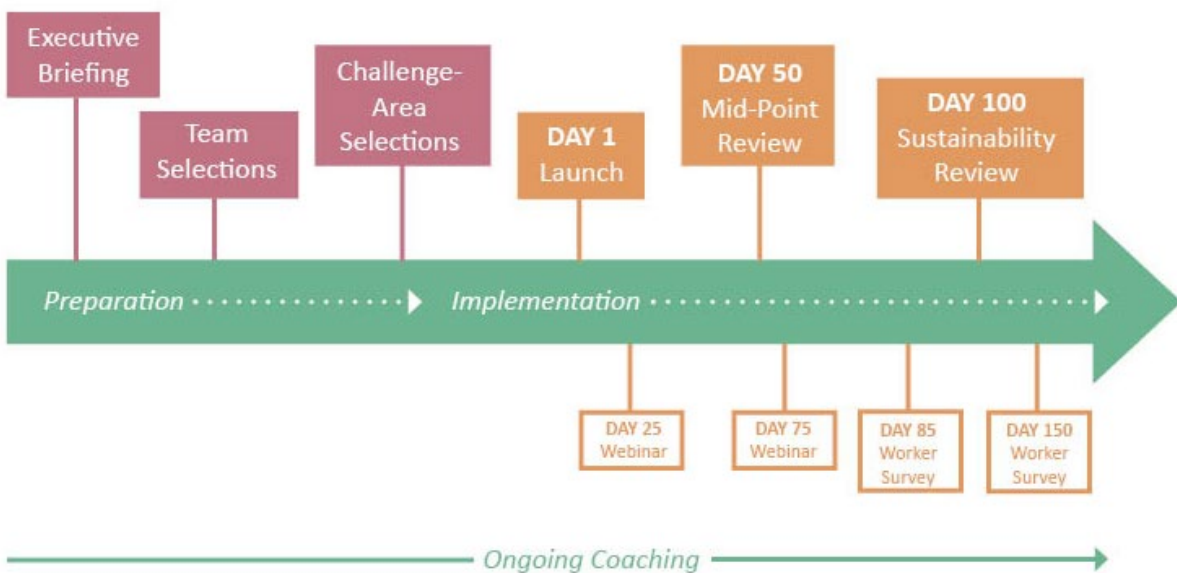 Executive
Briefing
Team
Selections
Challenge-
Area
Selections
DAY 1
Launch
DAY 50
Mid-Point
Review
DAY 100
Sustainability
Review
Preparation
Implementation
DAY 25
Webinar
DAY 75
Webinar
DAY 85
Worker
Survey
DAY 150
Worker
Survey
Ongoing Coaching